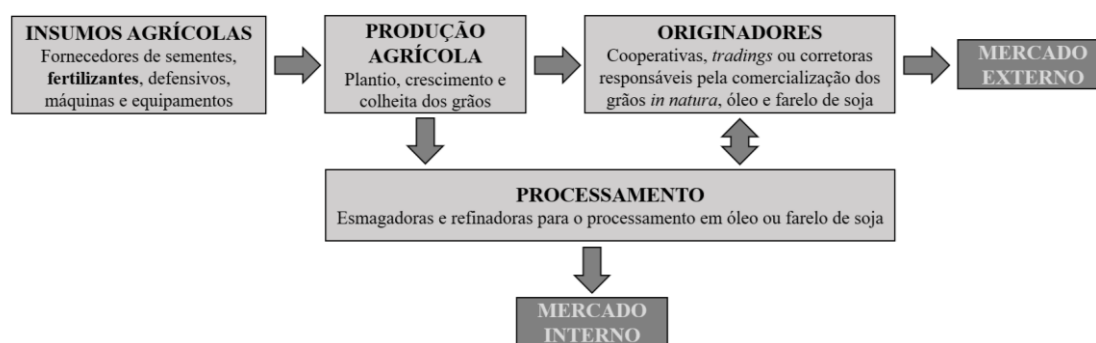 INSUMOS AGRÍCOLAS
Fornecedores de sementes,
fertilizantes, defensivos,
máquinas e equipamentos
PRODUÇÃO
AGRÍCOLA
Plantio, crescimento e
colheita dos grãos
ORIGINADORES
Cooperativas, tradings ou corretoras
responsáveis pela comercialização dos
grãos in natura, óleo e farelo de soja
MERCADO
EXTERNO
PROCESSAMENTO
Esmagadoras e refinadoras para o processamento em óleo ou farelo de soja
MERCADO
INTERNO